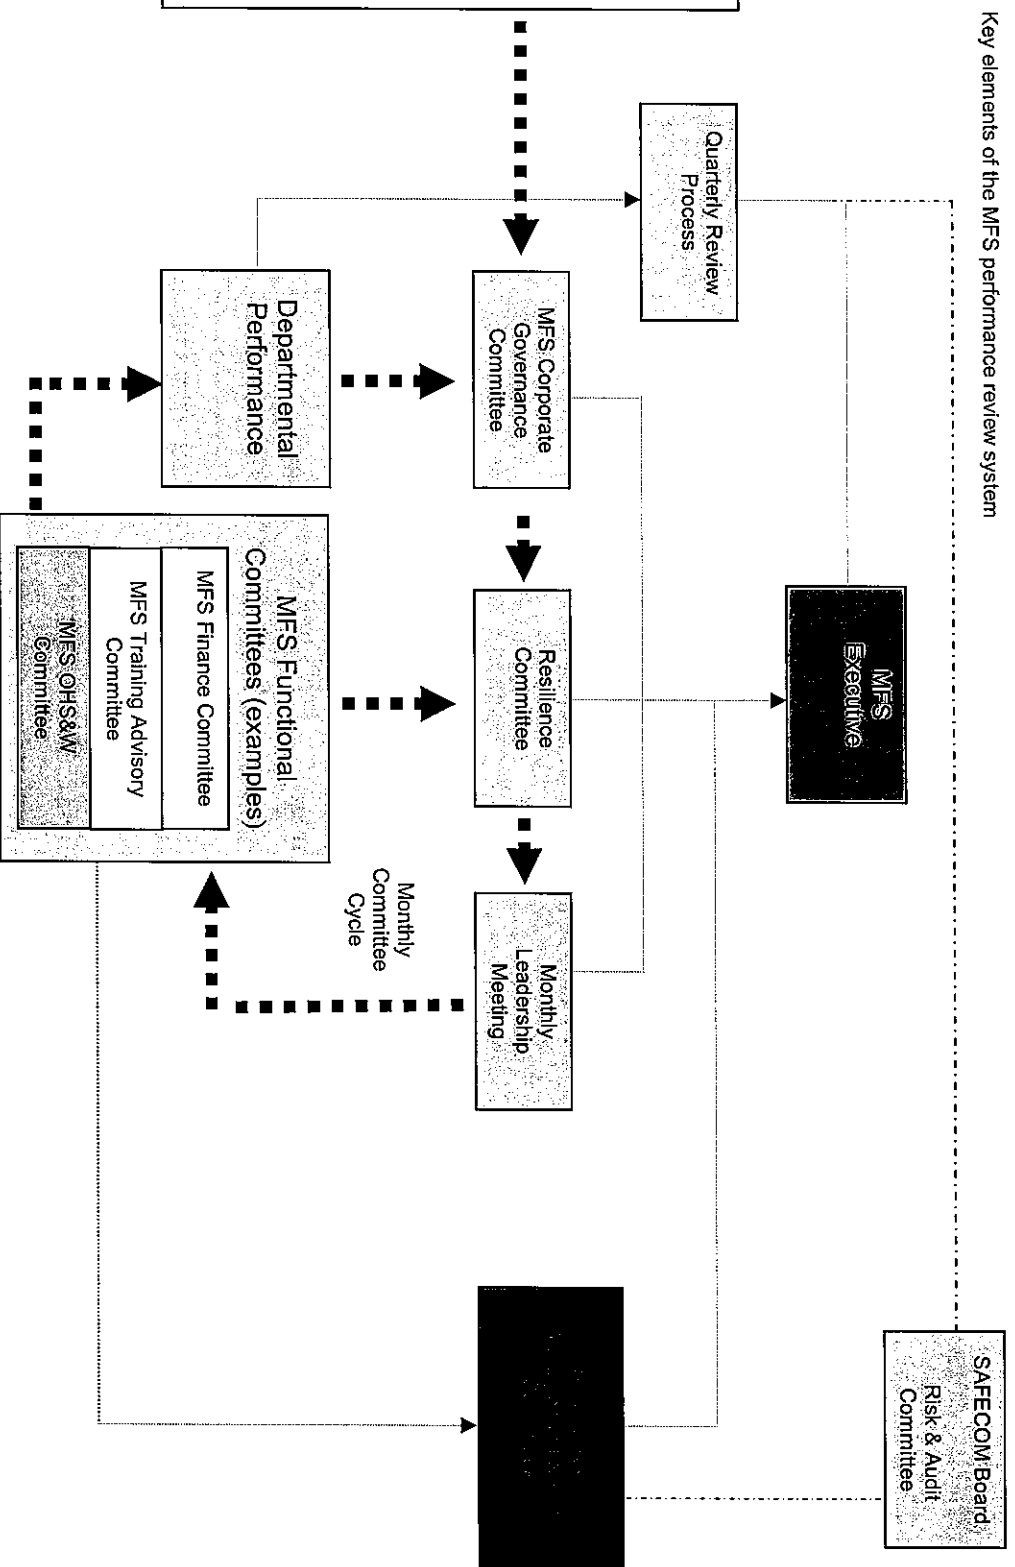 Key elements of the MFS performance review system
SAFECOM Board
Risk & Audit
Committee
MFS
Executive
Quarterly Review
Process
MFS Corporate
Governance
Committee
Resilience
Committee
Monthly
Leadership
Meeting
Monthly
Committee
Cycle
Departmental
Performance
MFS Functional
Committees (examples)
MFS Finance Committee
MFS Training Advisory
Committee
MFS OHS&W
Committee